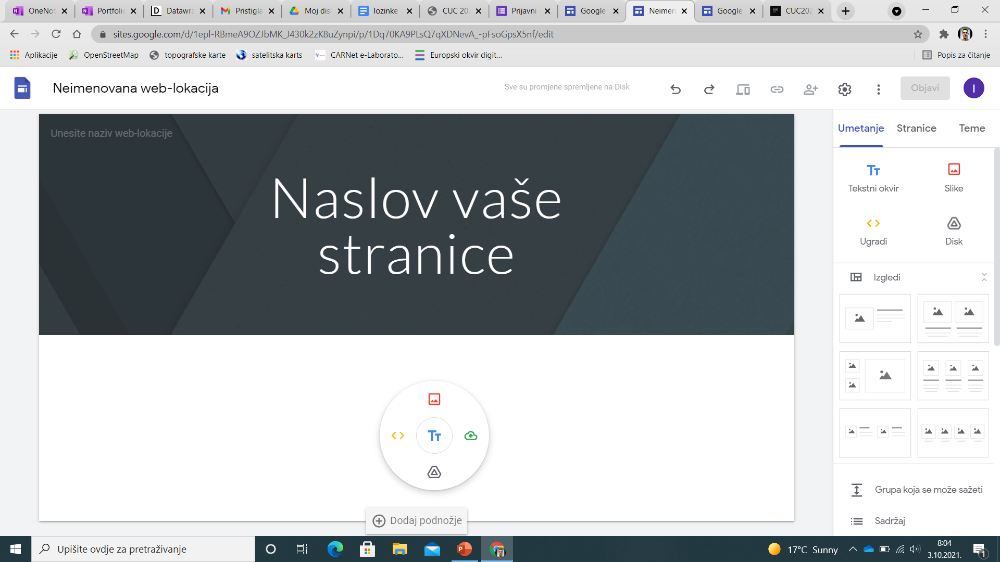 OneNot
Portfolio
Datawra
Pristigla
Moj disk
lozinke
CUC 202
Prijavni
Google
Neimen
Google
CUC202
sites.google.com/d/1epl-RBmeA9OZJbMK_J430k2zK8uZynpi/p/1Dq70KA9PLsQ7qXDNevA_-pFsoGpsX5nf/edit
Aplikacije
OpenStreetMap
topografske karte
satelitska karts
CARNet e-Laborato...
Europski okvir digit...
Popis za čitanje
Neimenovana web-lokacija
Sve su promjene spremljene na Disk
Objavi
I
Unesite naziv web-lokacije
Naslov vaše
stranice
Umetanje
Stranice
Teme
Tekstni okvir
Slike
Ugradi
Disk
Izgledi
Grupa koja se može sažeti
Sadržaj
Dodaj podnožje
Upišite ovdje za pretraživanje
17°C Sunny
8:04
3.10.2021.
1